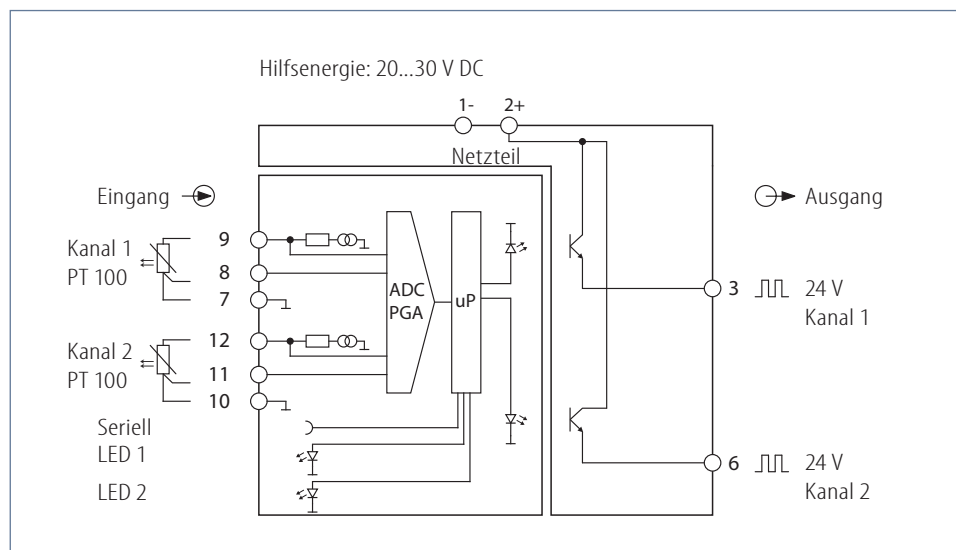 Hilfsenergie: 20...30 V DC
1-
2+
Netzteil
Eingang
Ausgang
Kanal 1
PT 100
9
8
7
ADC
PGA
uP
3
24 V
Kanal 1
Kanal 2
PT 100
12
11
10
Seriell
LED 1
LED 2
6
24 V
Kanal 2